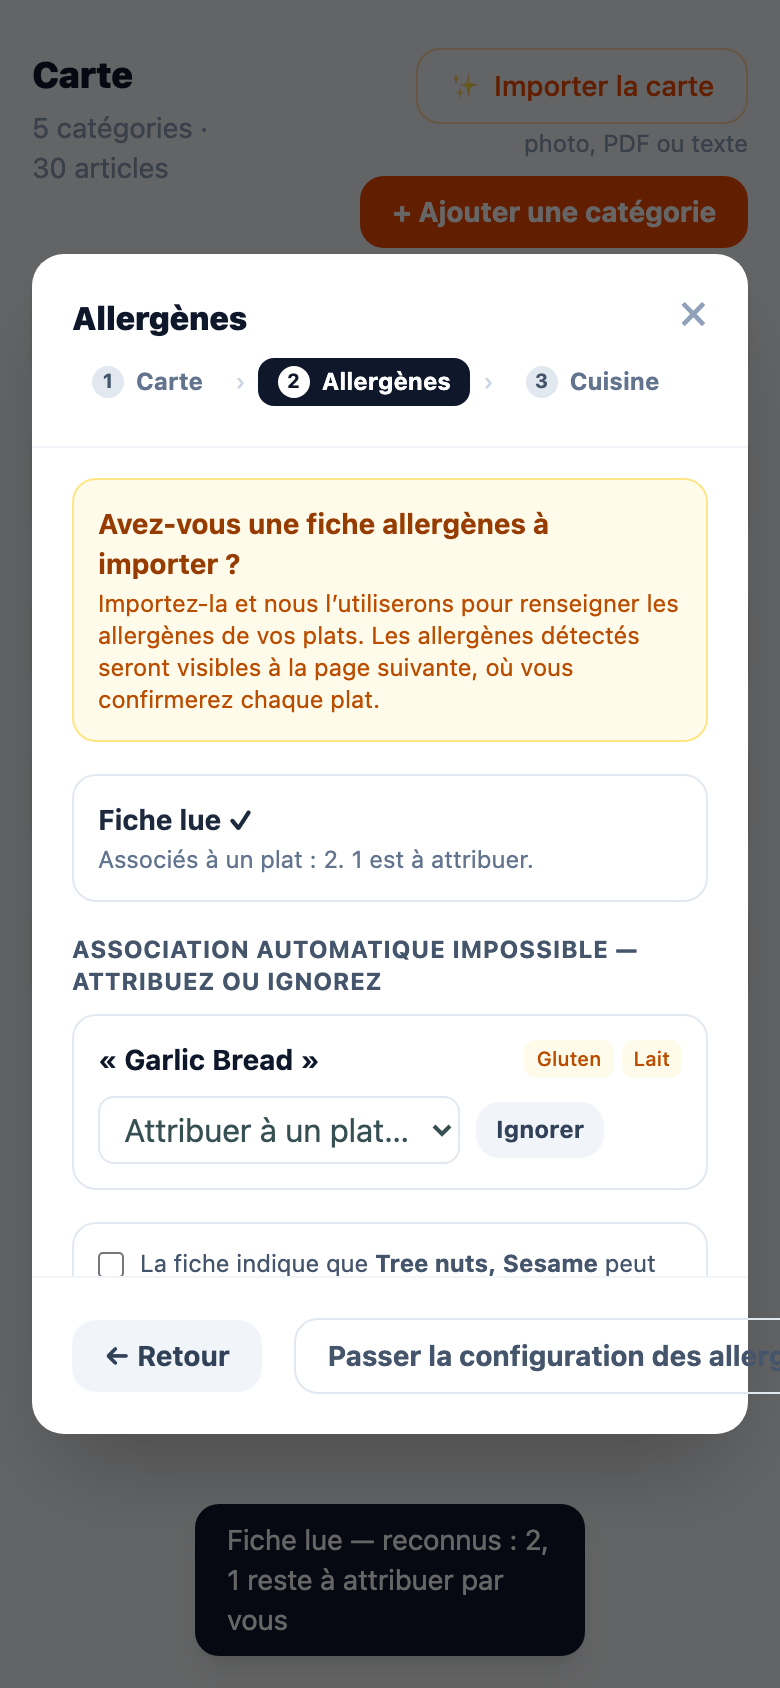 Carte
5 catégories ·
30 articles
✨ Importer la carte
photo, PDF ou texte
+ Ajouter une catégorie
Allergènes
✕
1 Carte › 2 Allergènes › 3 Cuisine
Avez-vous une fiche allergènes à
importer ?
Importez-la et nous l’utiliserons pour renseigner les
allergènes de vos plats. Les allergènes détectés
seront visibles à la page suivante, où vous
confirmerez chaque plat.
Fiche lue ✓
Associés à un plat : 2. 1 est à attribuer.
ASSOCIATION AUTOMATIQUE IMPOSSIBLE —
ATTRIBUEZ OU IGNOREZ
« Garlic Bread » Gluten Lait
Attribuer à un plat... Ignorer
La fiche indique que Tree nuts, Sesame peut
← Retour Passer la configuration des allerg
Fiche lue — reconnus : 2,
1 reste à attribuer par
vous